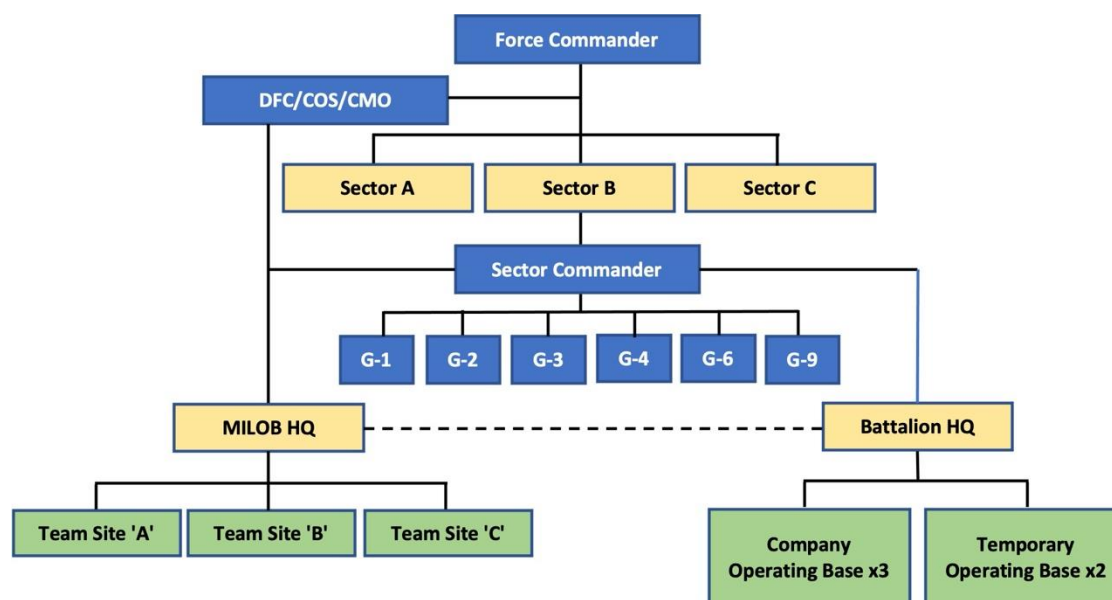 Force Commander
DFC/COS/CMO
Sector A
Sector B
Sector C
Sector Commander
G-1
G-2
G-3
G-4
G-6
G-9
MILOB HQ
Battalion HQ
Team Site 'A'
Team Site 'B'
Team Site 'C'
Company
Operating Base x3
Temporary
Operating Base x2